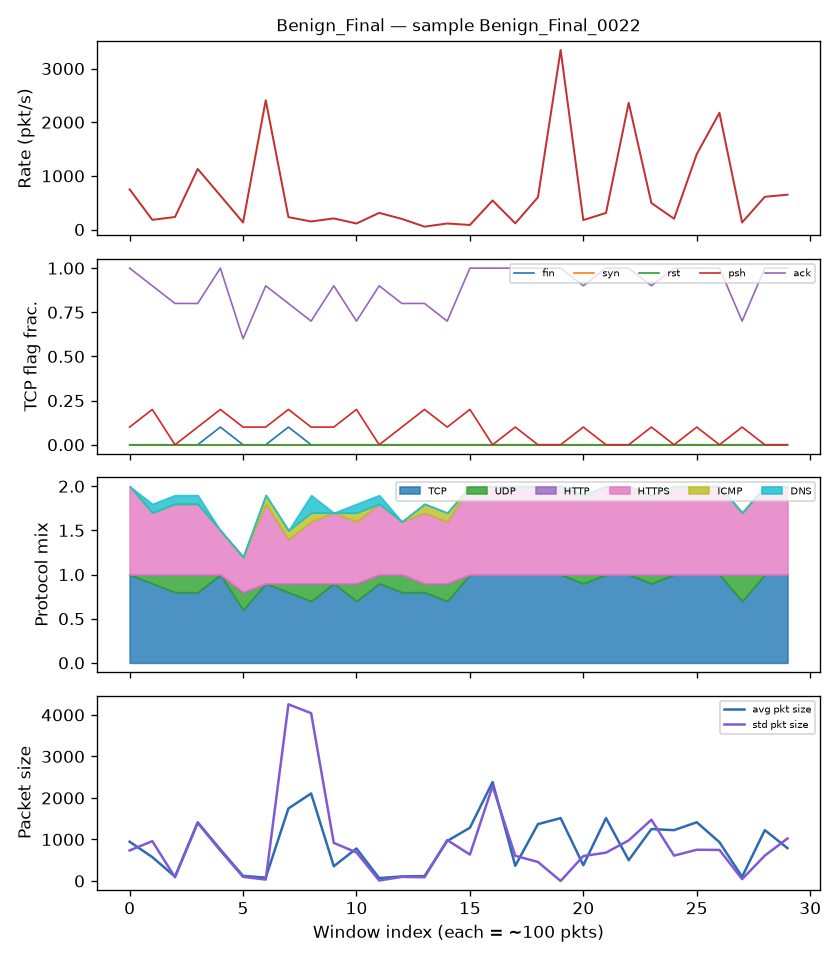 Benign_Final — sample Benign_Final_0022
Rate (pkt/s)
3000
2000
1000
0
TCP flag frac.
1.00
0.75
0.50
0.25
0.00
fin syn rst psh ack
Protocol mix
2.0
1.5
1.0
0.5
0.0
TCP UDP HTTP HTTPS ICMP DNS
Packet size
4000
3000
2000
1000
0
avg pkt size
std pkt size
0 5 10 15 20 25 30
Window index (each = ~100 pkts)